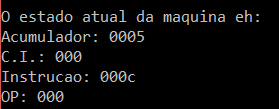 O estado atual da maquina eh:
Acumulador: 0005
C.I.: 000
Instrucao: 000c
OP: 000